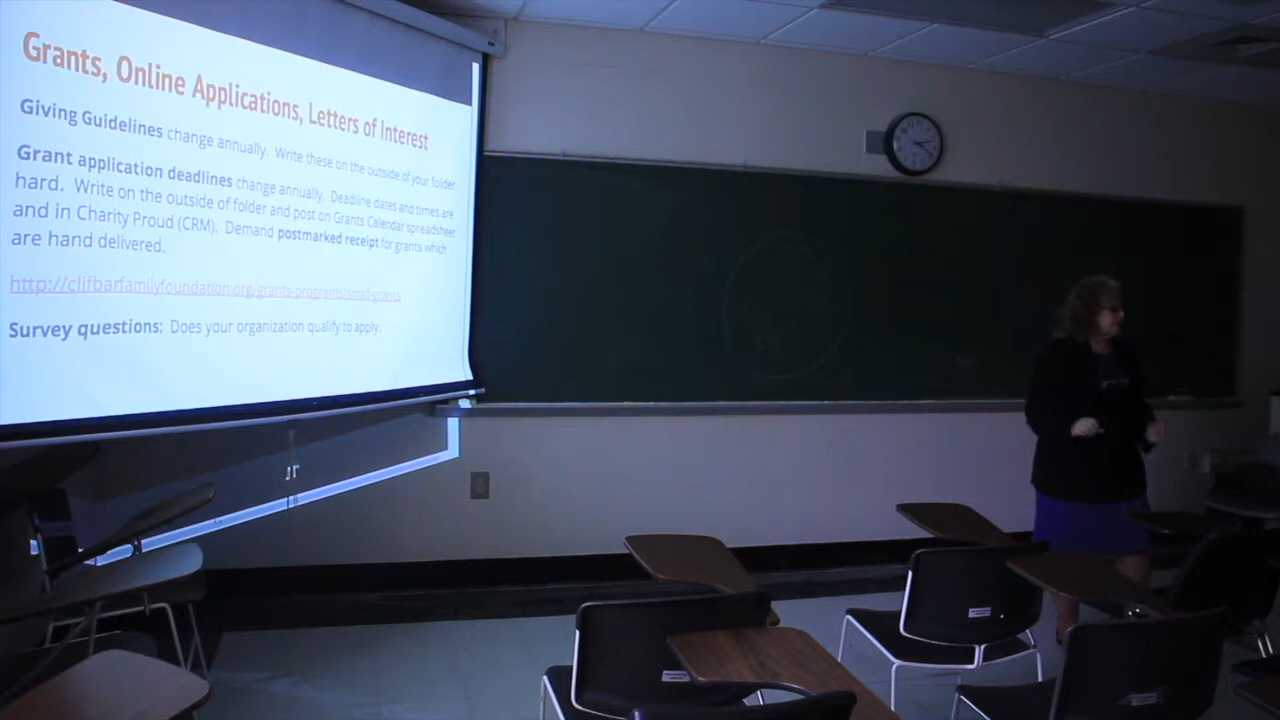 Grants, Online Applications, Letters of Interest
Giving Guidelines change annually. Write these on the outside of your folder
Grant application deadlines change annually. Deadline dates and times are
hard. Write on the outside of folder and post on Grants Calendar spreadsheet
and in Charity Proud (CRM). Demand postmarked receipt for grants which
are hand delivered.
http://clifbarfamilyfoundation.org/grants-programs/small-grants
Survey questions: Does your organization qualify to apply.